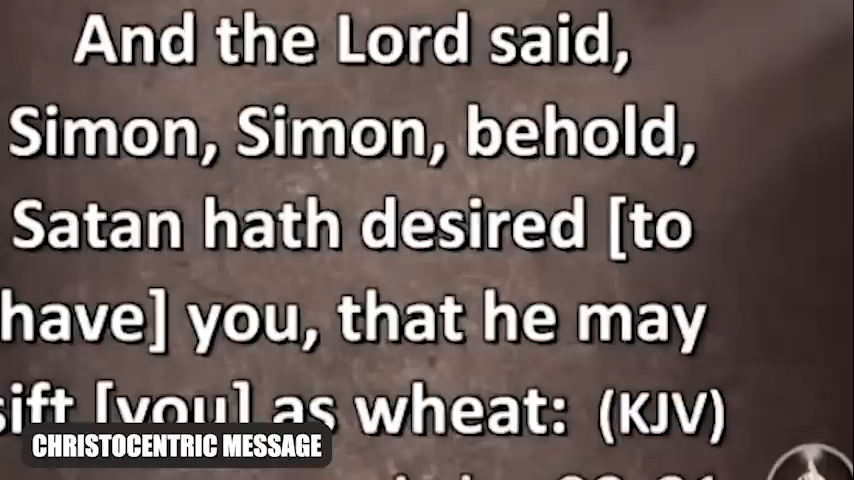 And the Lord said,
Simon, Simon, behold,
Satan hath desired [to
have] you, that he may
sift [you] as wheat: (KJV)
CHRISTOCENTRIC MESSAGE